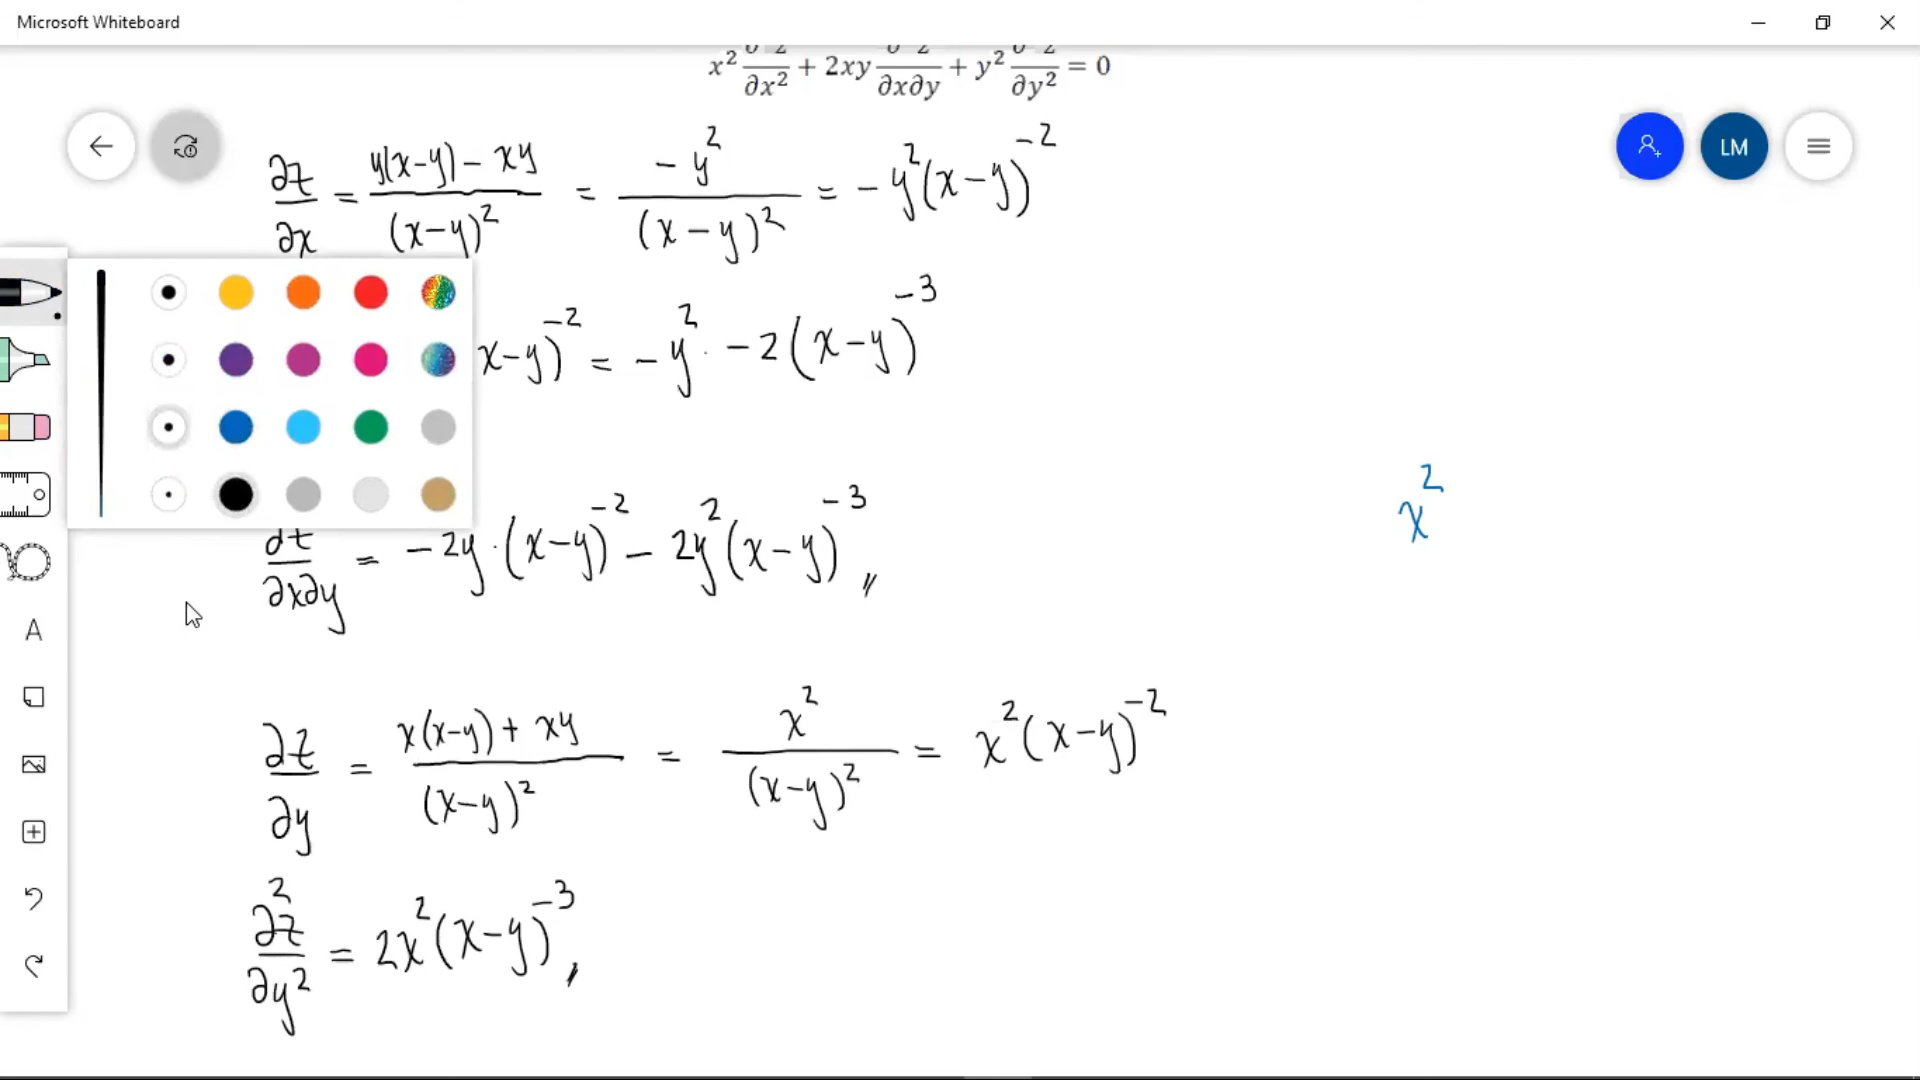 Microsoft Whiteboard
x² ∂²z/∂x² + 2xy ∂²z/∂x∂y + y² ∂²z/∂y² = 0
LM
∂z/∂x = (y(x-y) - xy)/(x-y)² = -y²/(x-y)² = -y²(x-y)⁻²
x-y)⁻² = -y² · -2(x-y)⁻³
x²
∂z/∂x∂y = -2y·(x-y)⁻² - 2y²(x-y)⁻³ //
A
∂z/∂y = (x(x-y) + xy)/(x-y)² = x²/(x-y)² = x²(x-y)⁻²
∂²z/∂y² = 2x²(x-y)⁻³ //